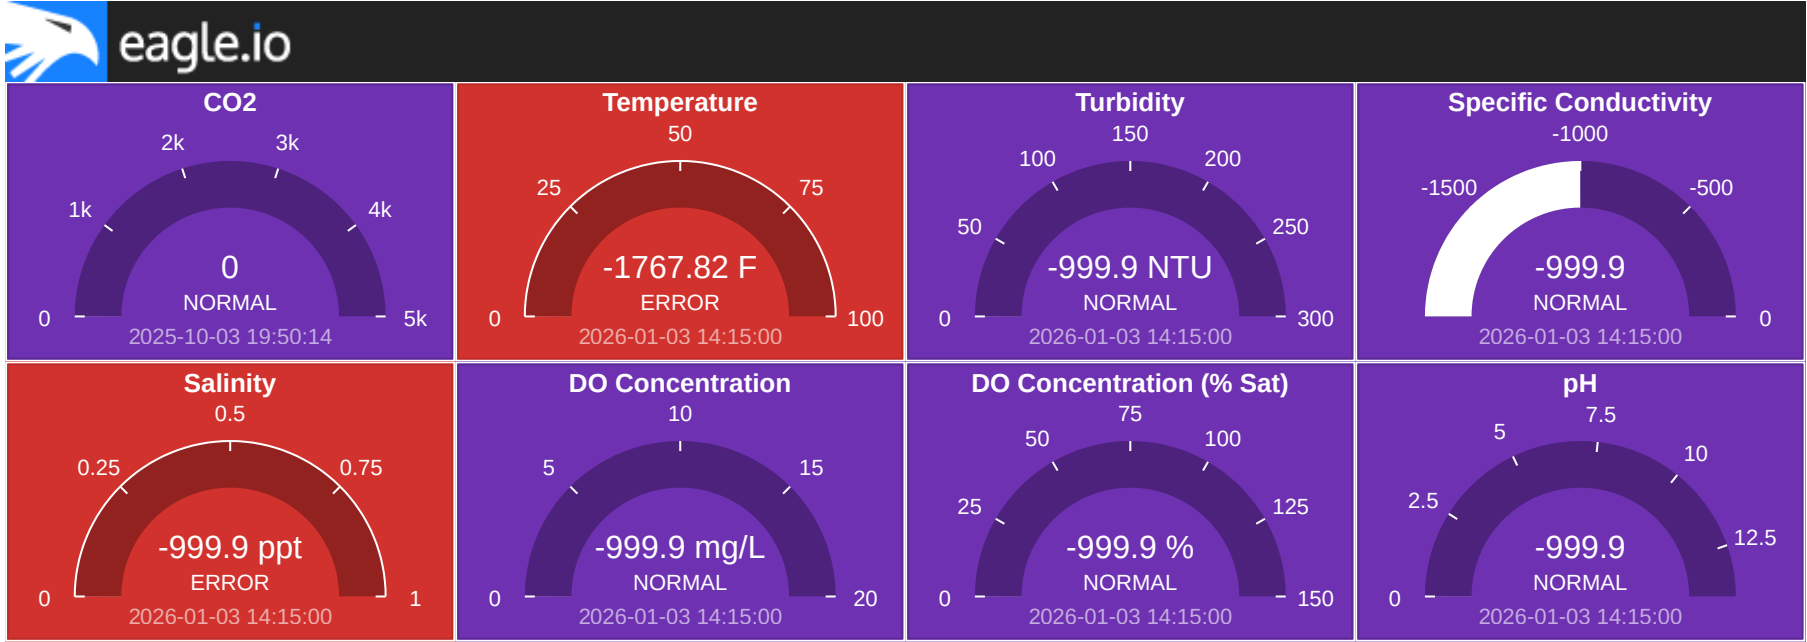 eagle.io
CO2
2k
3k
1k
4k
0
NORMAL
0
5k
2025-10-03 19:50:14
Temperature
50
25
75
-1767.82 F
ERROR
0
100
2026-01-03 14:15:00
Turbidity
150
100
200
50
250
-999.9 NTU
NORMAL
0
300
2026-01-03 14:15:00
Specific Conductivity
-1000
-1500
-500
-999.9
NORMAL
0
2026-01-03 14:15:00
Salinity
0.5
0.25
0.75
-999.9 ppt
ERROR
0
1
2026-01-03 14:15:00
DO Concentration
10
5
15
-999.9 mg/L
NORMAL
0
20
2026-01-03 14:15:00
DO Concentration (% Sat)
75
50
100
25
125
-999.9 %
NORMAL
0
150
2026-01-03 14:15:00
pH
7.5
5
10
2.5
12.5
-999.9
NORMAL
0
2026-01-03 14:15:00